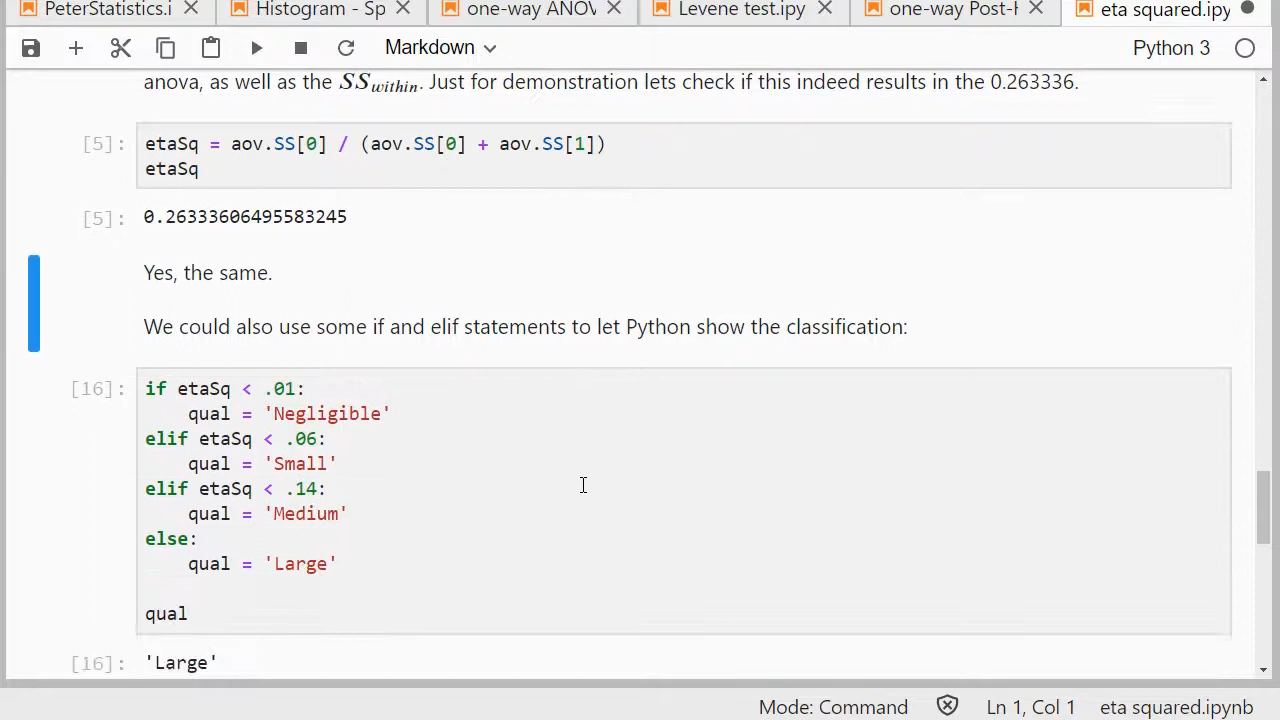 PeterStatistics.i Histogram - Sp one-way ANOV Levene test.ipy one-way Post-H eta squared.ipy
Markdown Python 3
anova, as well as the SSwithin. Just for demonstration lets check if this indeed results in the 0.263336.
[5]: etaSq = aov.SS[0] / (aov.SS[0] + aov.SS[1])
etaSq
[5]: 0.26333606495583245
Yes, the same.
We could also use some if and elif statements to let Python show the classification:
[16]: if etaSq < .01:
qual = 'Negligible'
elif etaSq < .06:
qual = 'Small'
elif etaSq < .14:
qual = 'Medium'
else:
qual = 'Large'
qual
[16]: 'Large'
Mode: Command Ln 1, Col 1 eta squared.ipynb